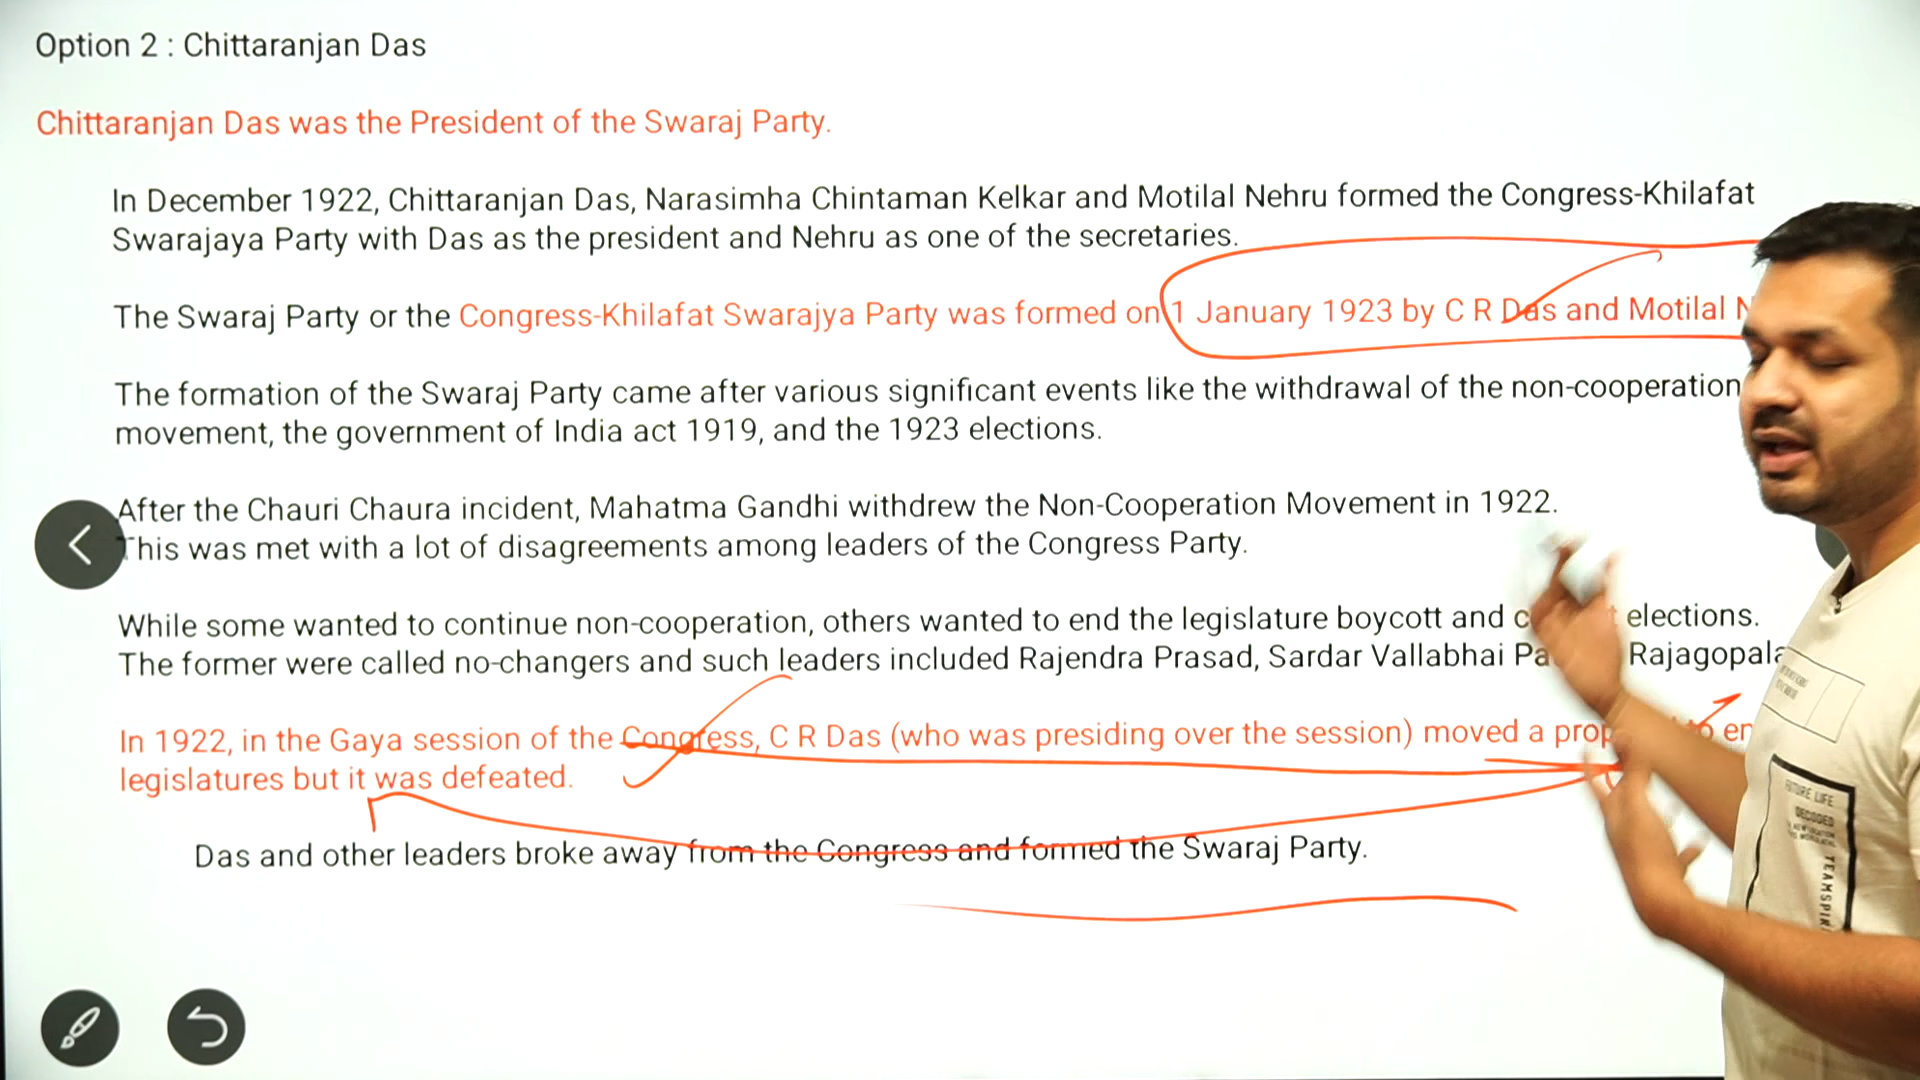 Option 2 : Chittaranjan Das
Chittaranjan Das was the President of the Swaraj Party.
In December 1922, Chittaranjan Das, Narasimha Chintaman Kelkar and Motilal Nehru formed the Congress-Khilafat
Swarajaya Party with Das as the president and Nehru as one of the secretaries.
The Swaraj Party or the Congress-Khilafat Swarajya Party was formed on 1 January 1923 by C R Das and Motilal
The formation of the Swaraj Party came after various significant events like the withdrawal of the non-cooperation
movement, the government of India act 1919, and the 1923 elections.
After the Chauri Chaura incident, Mahatma Gandhi withdrew the Non-Cooperation Movement in 1922.
This was met with a lot of disagreements among leaders of the Congress Party.
While some wanted to continue non-cooperation, others wanted to end the legislature boycott and elections.
The former were called no-changers and such leaders included Rajendra Prasad, Sardar Vallabhai
In 1922, in the Gaya session of the Congress, C R Das (who was presiding over the session) moved a
legislatures but it was defeated.
Das and other leaders broke away from the Congress and formed the Swaraj Party.
FUTURE LIFE
DECODED